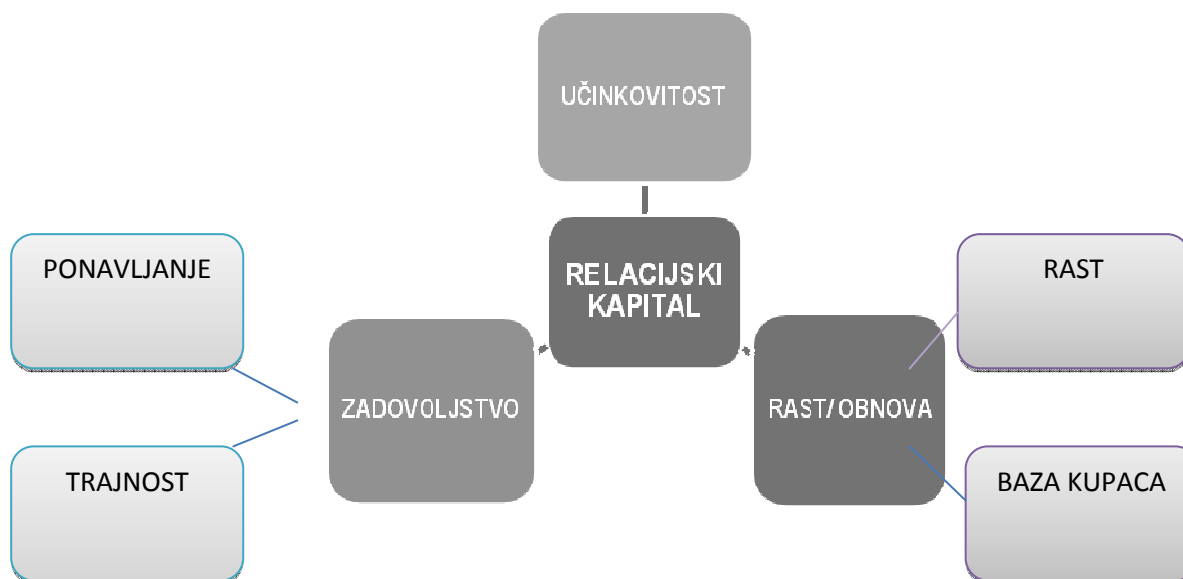 UČINKOVITOST
PONAVLJANJE
RELACIJSKI
KAPITAL
RAST
ZADOVOLJSTVO
RAST/OBNOVA
TRAJNOST
BAZA KUPACA